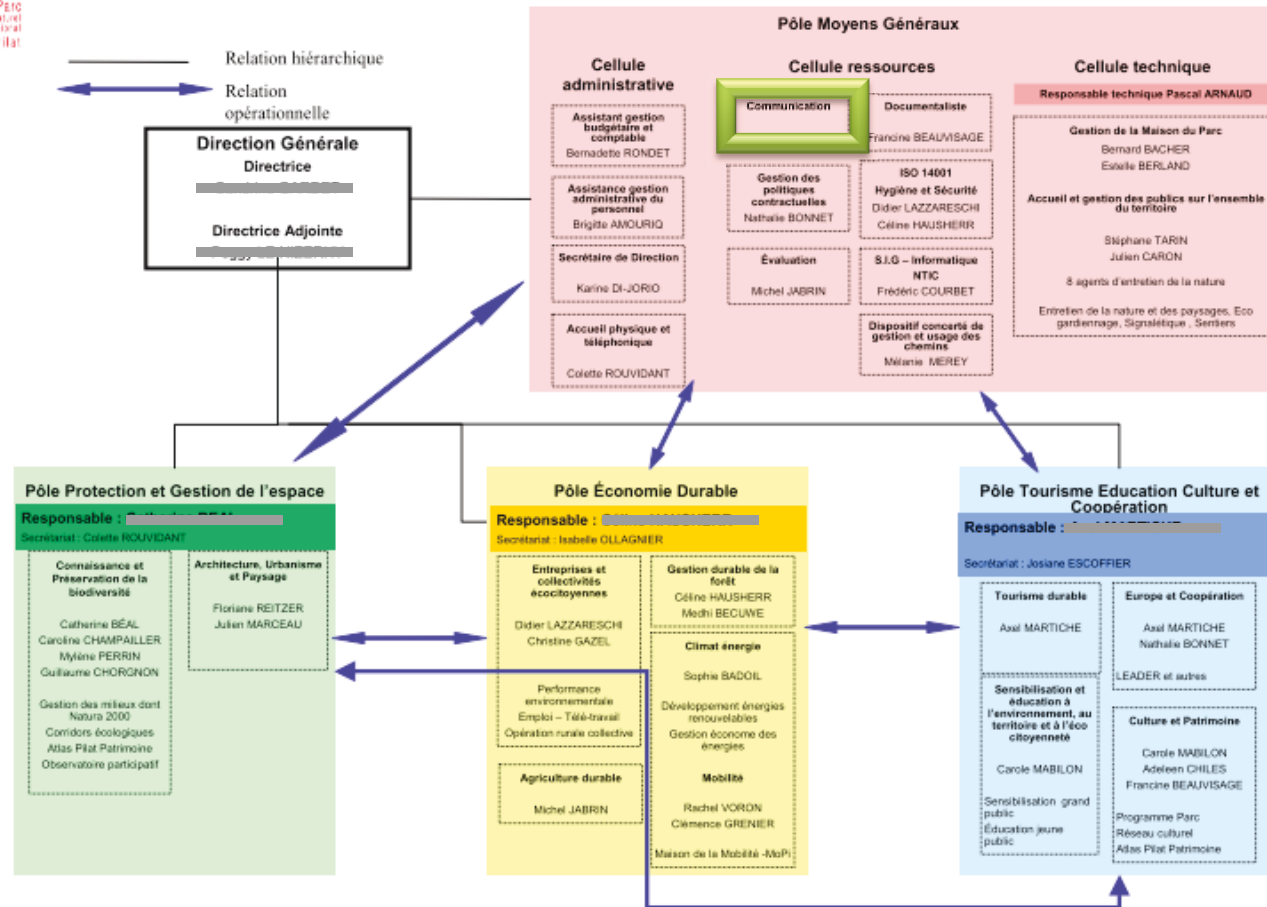 Parc
Relation hiérarchique
Relation
opérationnelle
Direction Générale
Directrice
Directrice Adjointe
Pôle Moyens Généraux
Cellule
administrative
Assistant gestion
budgétaire et
comptable
Bernadette RONDET
Assistance gestion
administrative du
personnel
Brigitte AMOURIQ
Secrétaire de Direction
Karine DI-JORIO
Accueil physique et
téléphonique
Colette ROUVIDANT
Cellule ressources
Communication
Gestion des
politiques
contractuelles
Nathalie BONNET
Évaluation
Michel JABRIN
Documentaliste
Francine BEAUVISAGE
ISO 14001
Hygiène et Sécurité
Didier LAZZARESCHI
Céline HAUSHERR
S.I.G – Informatique
NTIC
Frédéric COURBET
Dispositif concerté de
gestion et usage des
chemins
Mélanie MEREY
Cellule technique
Responsable technique Pascal ARNAUD
Gestion de la Maison du Parc
Bernard BACHER
Estelle BERLAND
Accueil et gestion des publics sur l'ensemble
du territoire
Stéphane TARIN
Julien CARON
8 agents d'entretien de la nature
Entretien de la nature et des paysages, Eco
gardiennage, Signalétique , Sentiers
Pôle Protection et Gestion de l'espace
Responsable :
Secrétariat : Colette ROUVIDANT
Connaissance et
Préservation de la
biodiversité
Catherine BÉAL
Caroline CHAMPAILLER
Mylène PERRIN
Guillaume CHORGNON
Gestion des milieux dont
Natura 2000
Corridors écologiques
Atlas Pilat Patrimoine
Observatoire participatif
Architecture, Urbanisme
et Paysage
Floriane REITZER
Julien MARCEAU
Pôle Économie Durable
Responsable :
Secrétariat : Isabelle OLLAGNIER
Entreprises et
collectivités
écocitoyennes
Didier LAZZARESCHI
Christine GAZEL
Performance
environnementale
Emploi – Télé-travail
Opération rurale collective
Agriculture durable
Michel JABRIN
Gestion durable de la
forêt
Céline HAUSHERR
Medhi BECUWE
Climat énergie
Sophie BADOIL
Développement énergies
renouvelables
Gestion économe des
énergies
Mobilité
Rachel VORON
Clémence GRENIER
Maison de la Mobilité -MoPi
Pôle Tourisme Education Culture et
Coopération
Responsable :
Secrétariat : Josiane ESCOFFIER
Tourisme durable
Axel MARTICHE
Sensibilisation et
éducation à
l'environnement, au
territoire et à l'éco
citoyenneté
Carole MABILON
Sensibilisation grand
public
Éducation jeune
public
Europe et Coopération
Axel MARTICHE
Nathalie BONNET
LEADER et autres
Culture et Patrimoine
Carole MABILON
Adeleen CHILES
Francine BEAUVISAGE
Programme Parc
Réseau culturel
Atlas Pilat Patrimoine